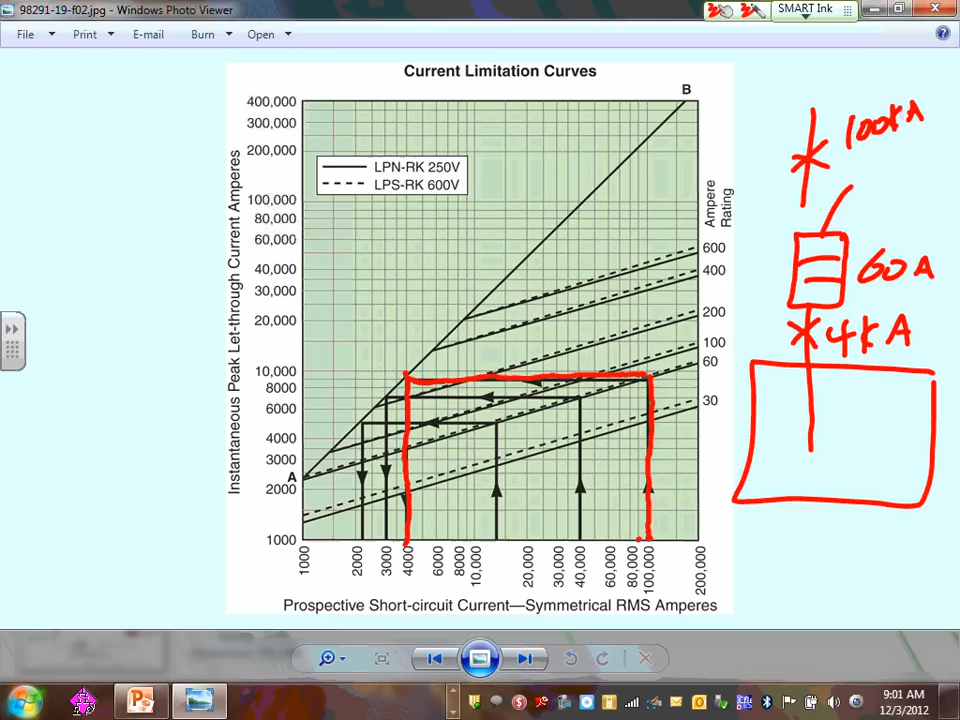 98291-19-f02.jpg - Windows Photo Viewer
SMART Ink
File Print E-mail Burn Open
Current Limitation Curves
B
400,000
300,000
200,000
100,000
80,000
60,000
40,000
30,000
20,000
10,000
8000
6000
4000
3000
2000
1000
Instantaneous Peak Let-through Current Amperes
LPN-RK 250V
LPS-RK 600V
Ampere Rating
600
400
200
100
60
30
A
1000
2000
3000
4000
6000
8000
10,000
20,000
30,000
40,000
60,000
80,000
100,000
200,000
Prospective Short-circuit Current—Symmetrical RMS Amperes
100kA
60A
4kA
9:01 AM
12/3/2012